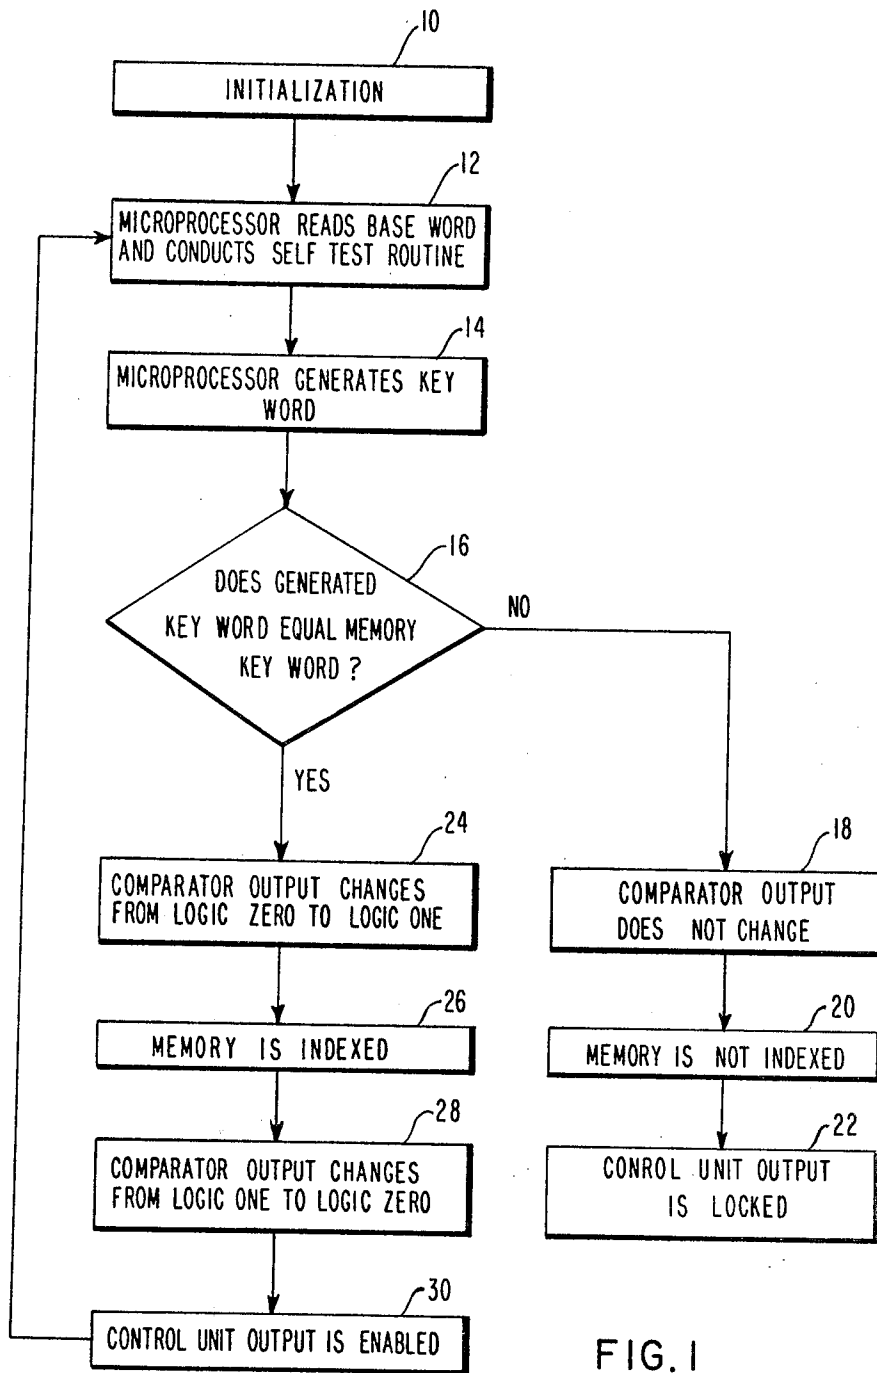 10
INITIALIZATION
12
MICROPROCESSOR READS BASE WORD
AND CONDUCTS SELF TEST ROUTINE
14
MICROPROCESSOR GENERATES KEY
WORD
16
DOES GENERATED
KEY WORD EQUAL MEMORY
KEY WORD ?
NO
YES
24
COMPARATOR OUTPUT CHANGES
FROM LOGIC ZERO TO LOGIC ONE
18
COMPARATOR OUTPUT
DOES NOT CHANGE
26
MEMORY IS INDEXED
20
MEMORY IS NOT INDEXED
28
COMPARATOR OUTPUT CHANGES
FROM LOGIC ONE TO LOGIC ZERO
22
CONROL UNIT OUTPUT
IS LOCKED
30
CONTROL UNIT OUTPUT IS ENABLED
FIG. 1